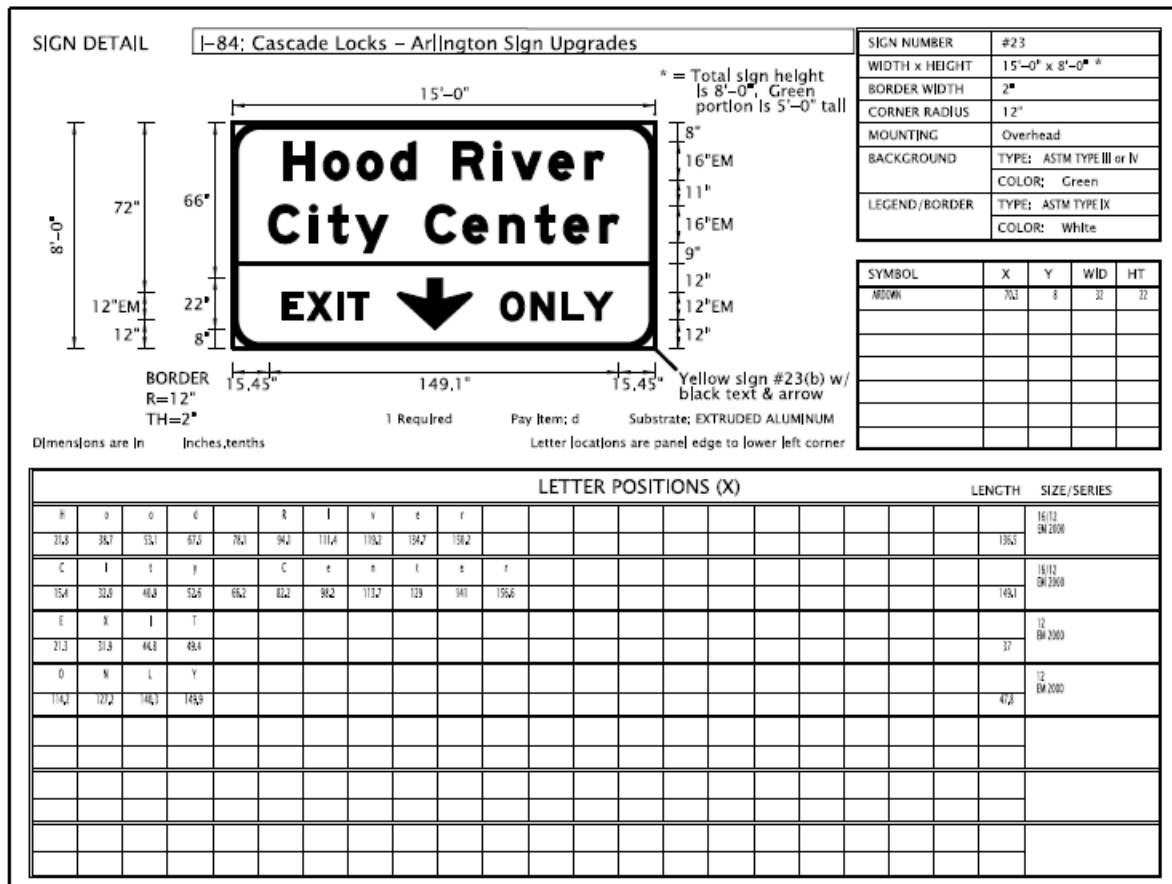 SIGN DETAIL
I-84: Cascade Locks - Arlington Sign Upgrades
* = Total sign height
is 8'-0". Green
portion is 5'-0" tall
15'-0"
8'-0"
72"
12"EM
12"
66"
22"
8"
Hood River
City Center
EXIT ONLY
8"
16"EM
11"
16"EM
9"
12"
12"EM
12"
15.45" 149.1" 15.45"
Yellow sign #23(b) w/
black text & arrow
BORDER
R=12"
TH=2"
1 Required Pay Item: d Substrate: EXTRUDED ALUMINUM
Dimensions are in inches.tenths Letter locations are panel edge to lower left corner
SIGN NUMBER #23
WIDTH x HEIGHT 15'-0" x 8'-0" *
BORDER WIDTH 2"
CORNER RADIUS 12"
MOUNTING Overhead
BACKGROUND TYPE: ASTM TYPE III or IV
COLOR: Green
LEGEND/BORDER TYPE: ASTM TYPE IX
COLOR: White
SYMBOL X Y WID HT
ARDOWN 70.3 8 32 22
LETTER POSITIONS (X) LENGTH SIZE/SERIES
H o o d R i v e r 16/12
EM 2000
21.8 38.7 53.1 67.5 78.1 94.1 111.4 119.2 134.7 150.2 136.5
C i t y C e n t e r 16/12
EM 2000
15.4 32.9 40.9 52.6 66.2 82.2 98.2 113.7 129 141 156.6 149.1
E X I T 12
EM 2000
21.3 31.9 44.8 49.4 37
O N L Y 12
EM 2000
114.2 127.2 140.3 149.9 47.8